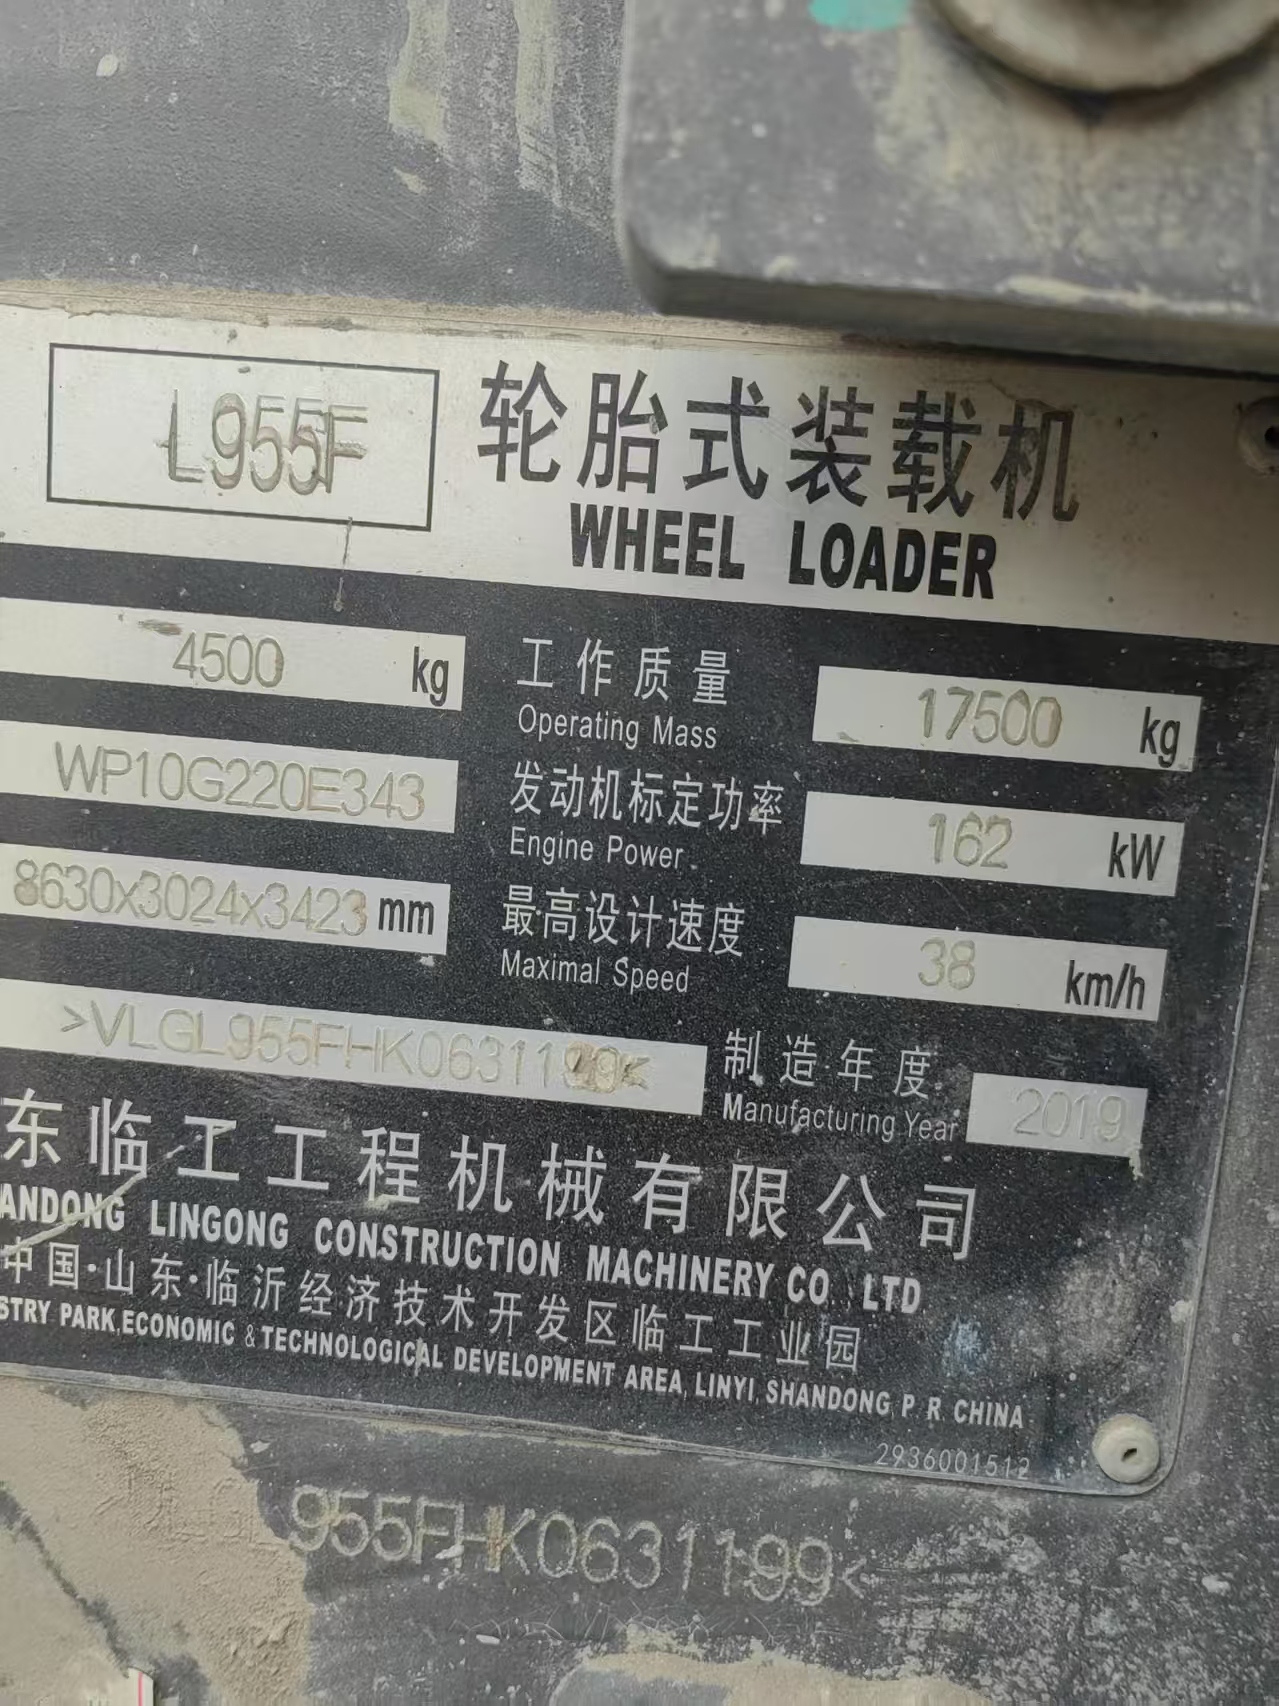 L955F
轮胎式装载机
WHEEL LOADER
4500 kg
工作质量
Operating Mass
17500 kg
WP10G220E343
发动机标定功率
Engine Power
162 kW
8630x3024x3423 mm
最高设计速度
Maximal Speed
38 km/h
>VLGL955FHK0631199<
制造年度
Manufacturing Year
2019
东临工工程机械有限公司
ANDONG LINGONG CONSTRUCTION MACHINERY CO LTD
中国·山东·临沂经济技术开发区临工工业园
STRY PARK,ECONOMIC & TECHNOLOGICAL DEVELOPMENT AREA, LINYI, SHANDONG, P R CHINA
2936001512
955FHK0631199<